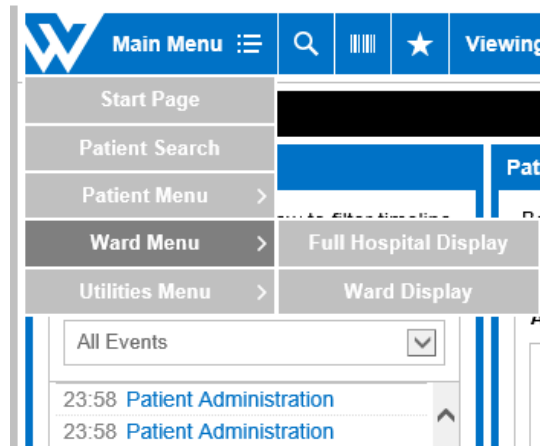 Main Menu
Viewing
Start Page
Patient Search
Patient Menu
Pat
Ward Menu
Full Hospital Display
Utilities Menu
Ward Display
All Events
23:58 Patient Administration
23:58 Patient Administration